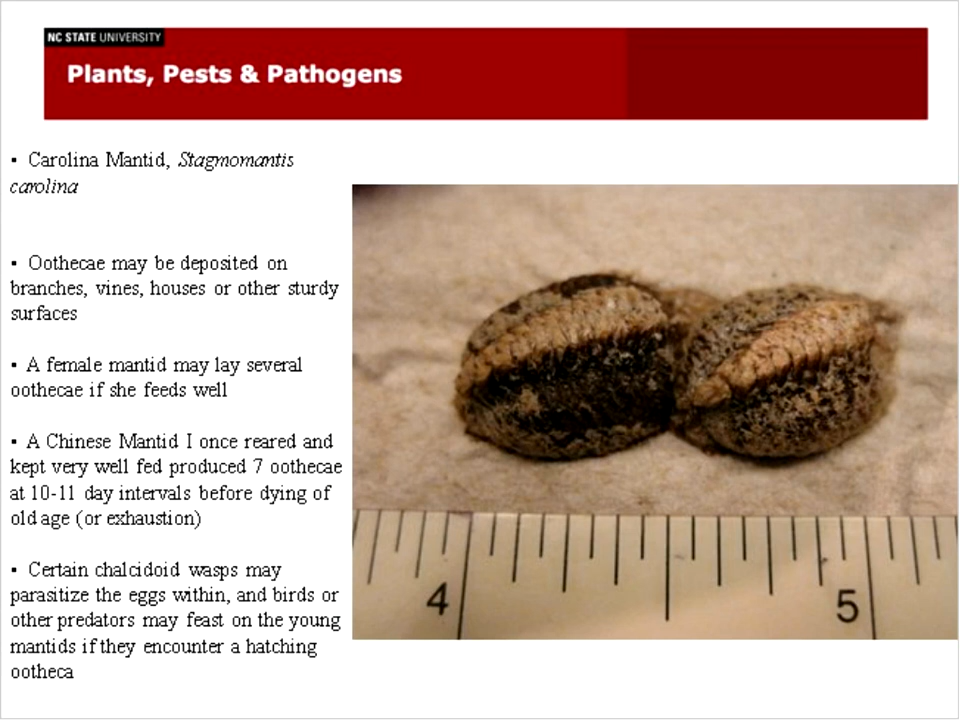 NC STATE UNIVERSITY
Plants, Pests & Pathogens
• Carolina Mantid, Stagmomantis
carolina
• Oothecae may be deposited on
branches, vines, houses or other sturdy
surfaces
• A female mantid may lay several
oothecae if she feeds well
• A Chinese Mantid I once reared and
kept very well fed produced 7 oothecae
at 10-11 day intervals before dying of
old age (or exhaustion)
• Certain chalcidoid wasps may
parasitize the eggs within, and birds or
other predators may feast on the young
mantids if they encounter a hatching
ootheca
4 5